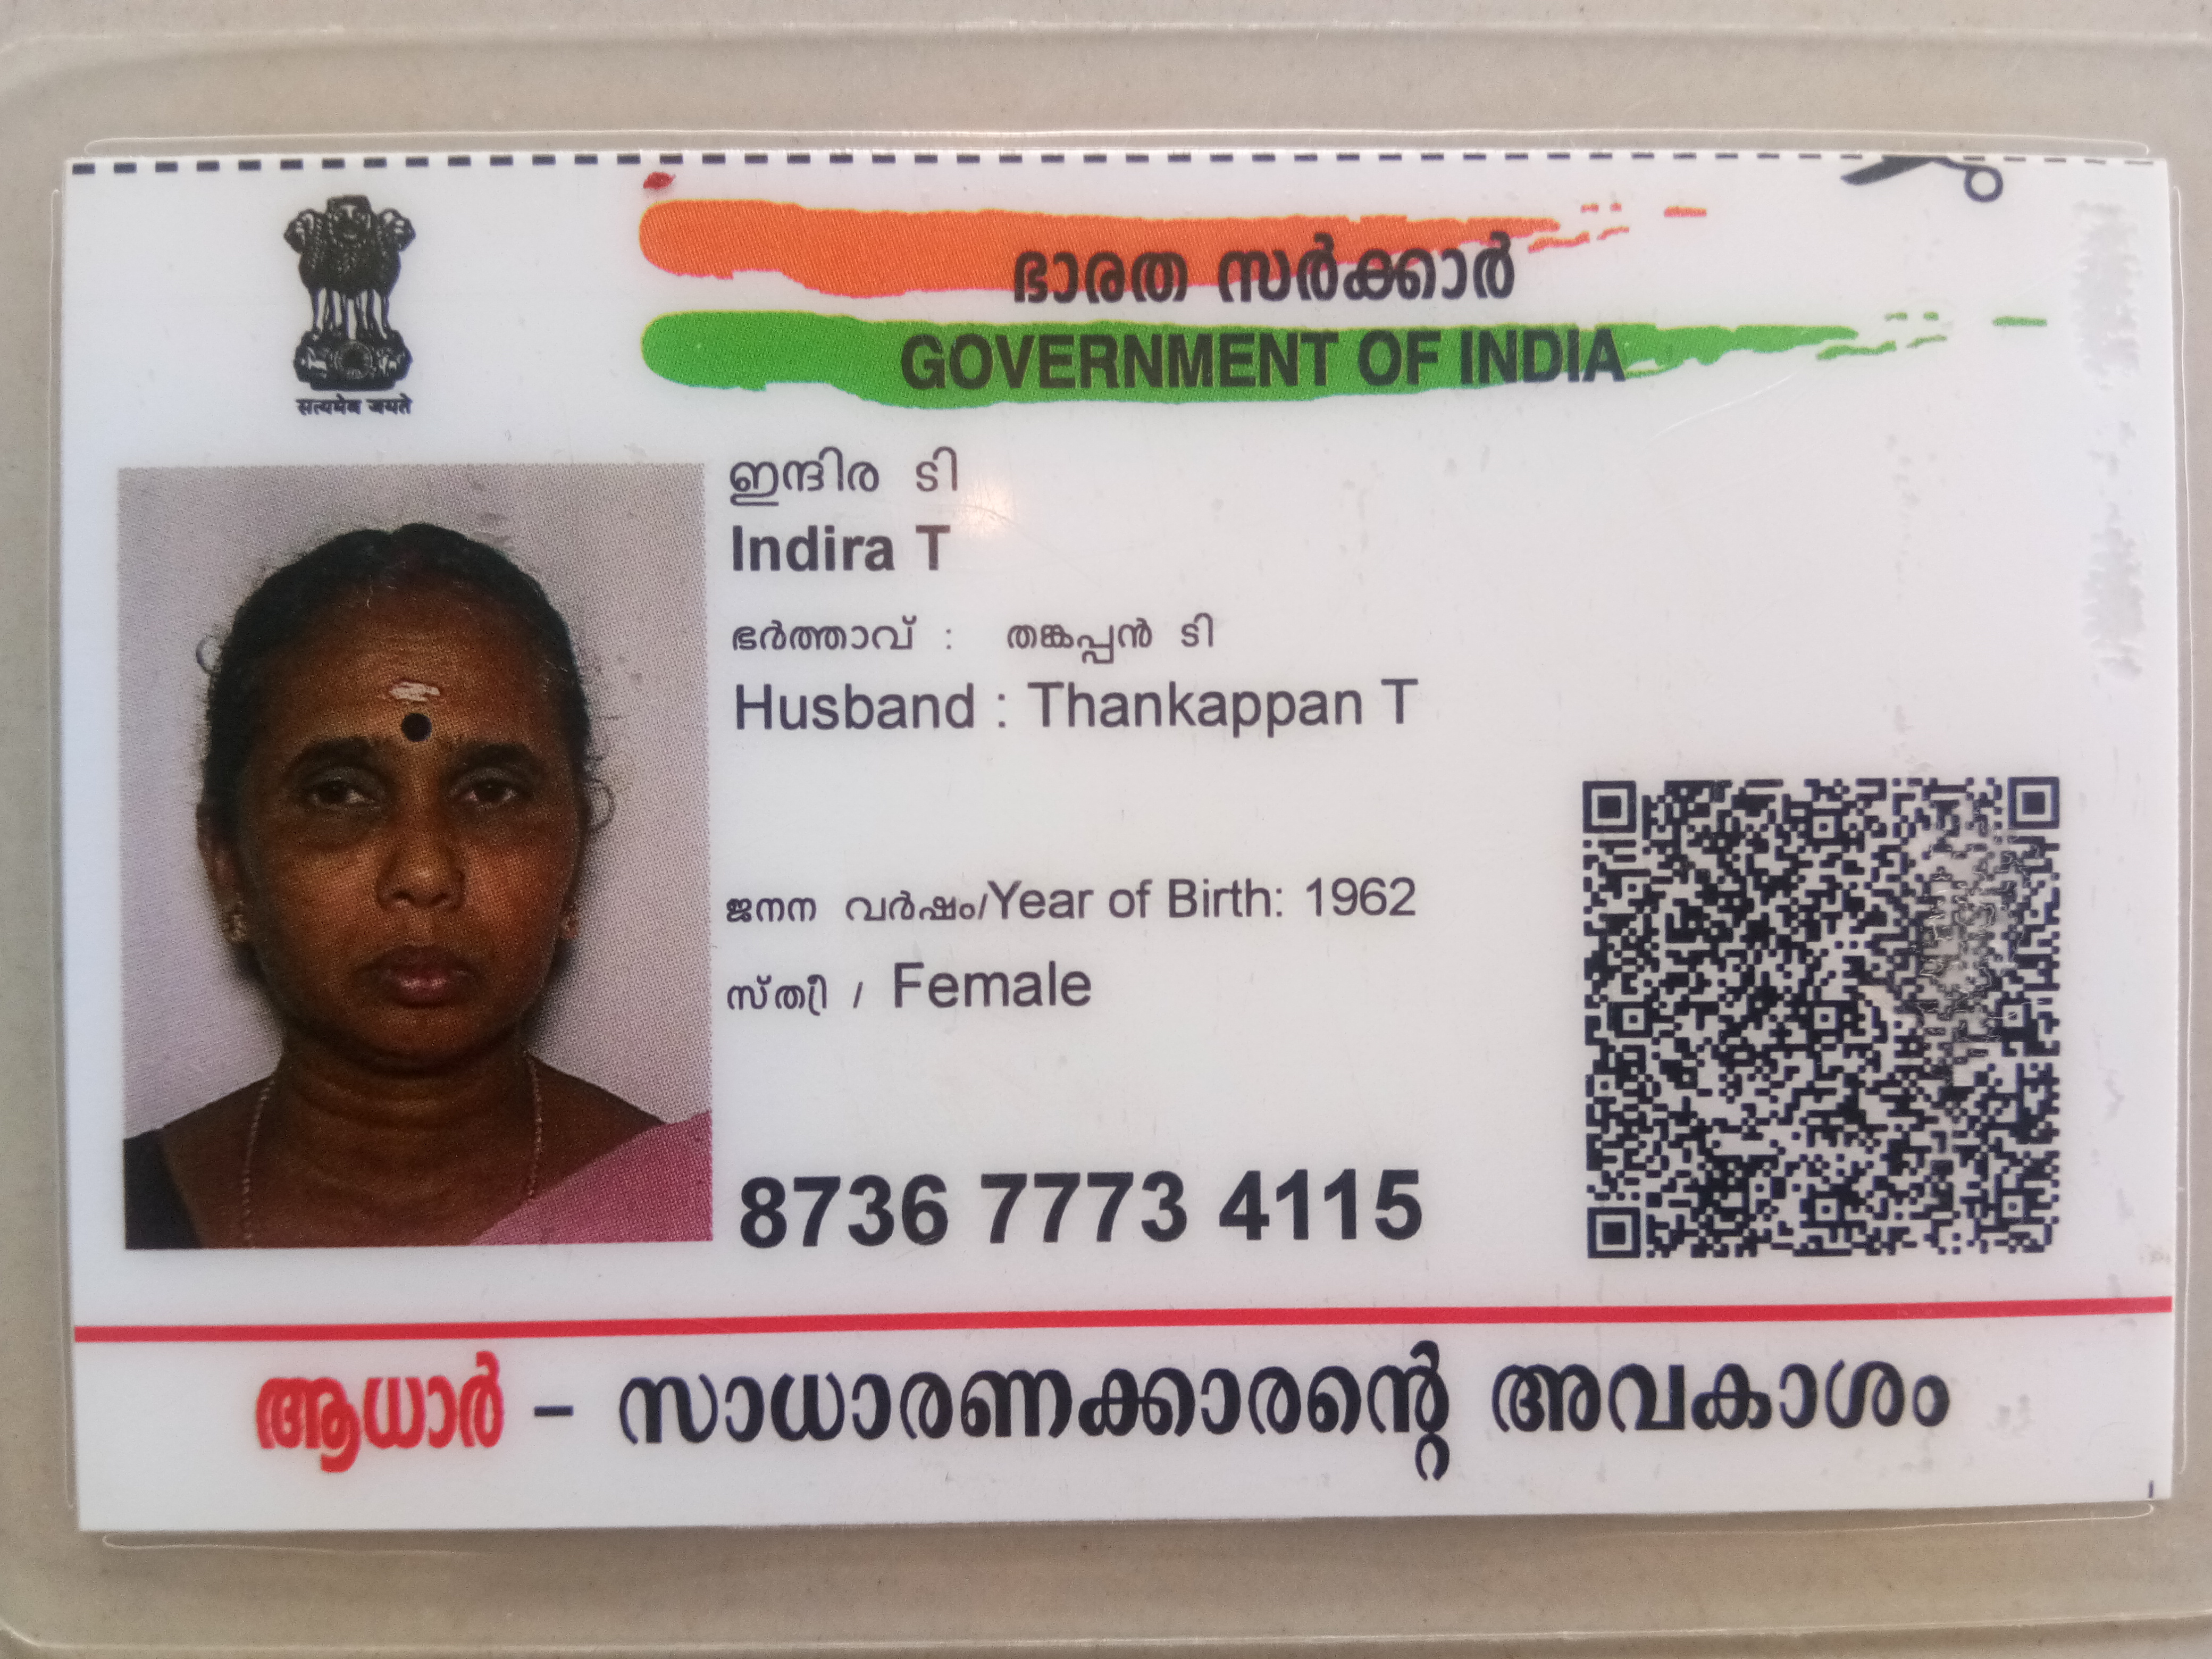 ഭാരത സർക്കാർ
GOVERNMENT OF INDIA
सत्यमेव जयते
ഇന്ദിര ടി
Indira T
ഭർത്താവ് : തങ്കപ്പൻ ടി
Husband : Thankappan T
ജനന വർഷം/Year of Birth: 1962
സ്ത്രീ / Female
8736 7773 4115
ആധാർ - സാധാരണക്കാരന്റെ അവകാശം